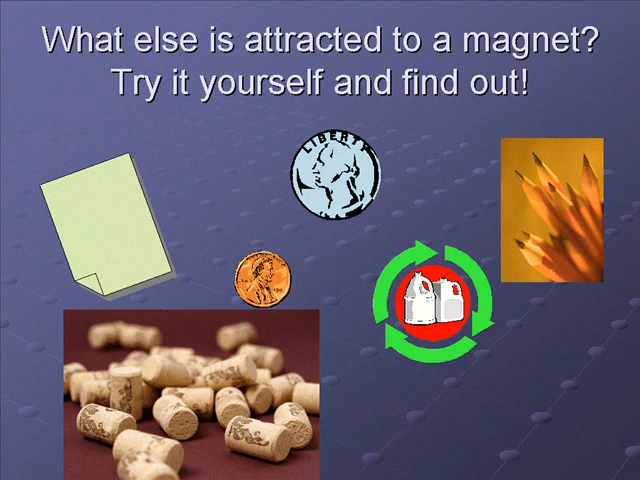 What else is attracted to a magnet?
Try it yourself and find out!
LIBERTY